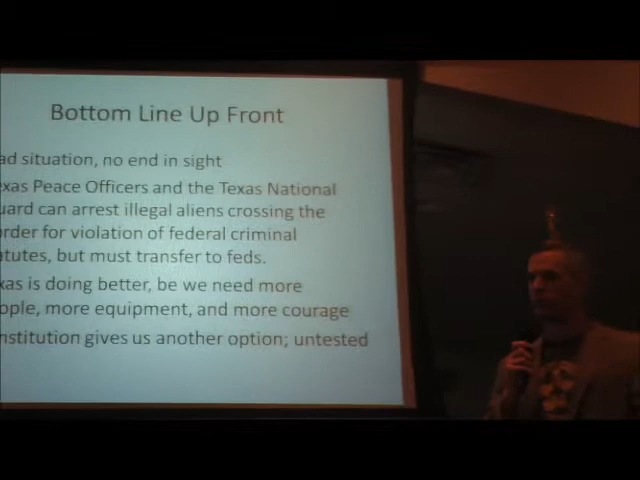 Bottom Line Up Front
ad situation, no end in sight
exas Peace Officers and the Texas National
uard can arrest illegal aliens crossing the
order for violation of federal criminal
atutes, but must transfer to feds.
xas is doing better, be we need more
ople, more equipment, and more courage
nstitution gives us another option; untested